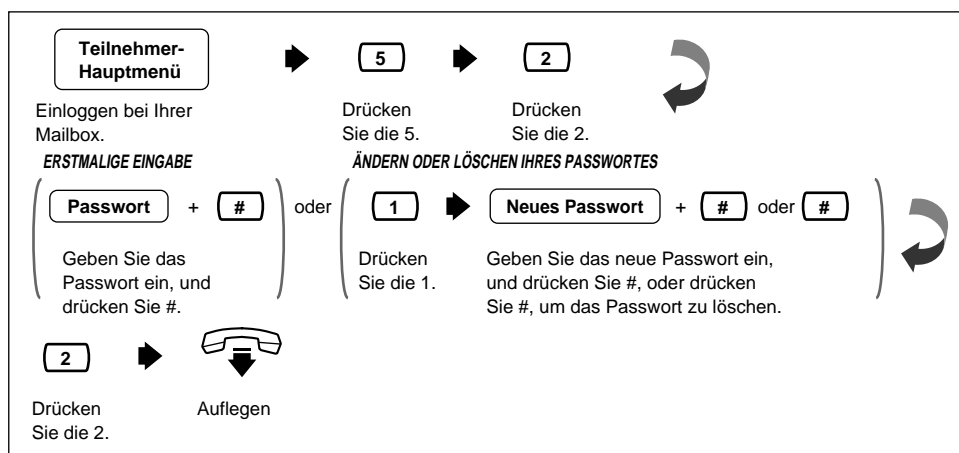 Teilnehmer-
Hauptmenü
5
2
Einloggen bei Ihrer
Mailbox.
Drücken
Sie die 5.
Drücken
Sie die 2.
ERSTMALIGE EINGABE
ÄNDERN ODER LÖSCHEN IHRES PASSWORTES
Passwort + # oder 1 Neues Passwort + # oder #
Geben Sie das
Passwort ein, und
drücken Sie #.
Drücken
Sie die 1.
Geben Sie das neue Passwort ein,
und drücken Sie #, oder drücken
Sie #, um das Passwort zu löschen.
2
Drücken
Sie die 2.
Auflegen